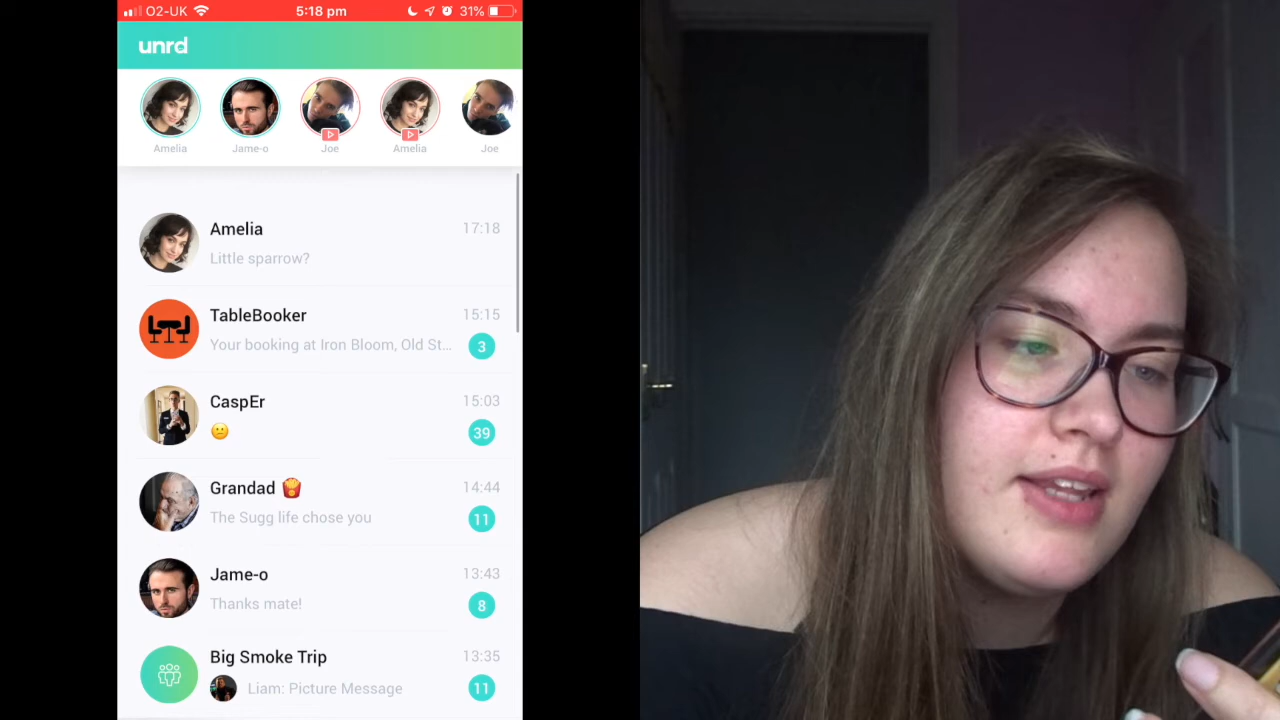 O2-UK 5:18 pm 31%
unrd
Amelia Jame-o Joe Amelia Joe
Amelia 17:18
Little sparrow?
TableBooker 15:15
Your booking at Iron Bloom, Old St... 3
CaspEr 15:03
39
Grandad 14:44
The Sugg life chose you 11
Jame-o 13:43
Thanks mate! 8
Big Smoke Trip 13:35
Liam: Picture Message 11